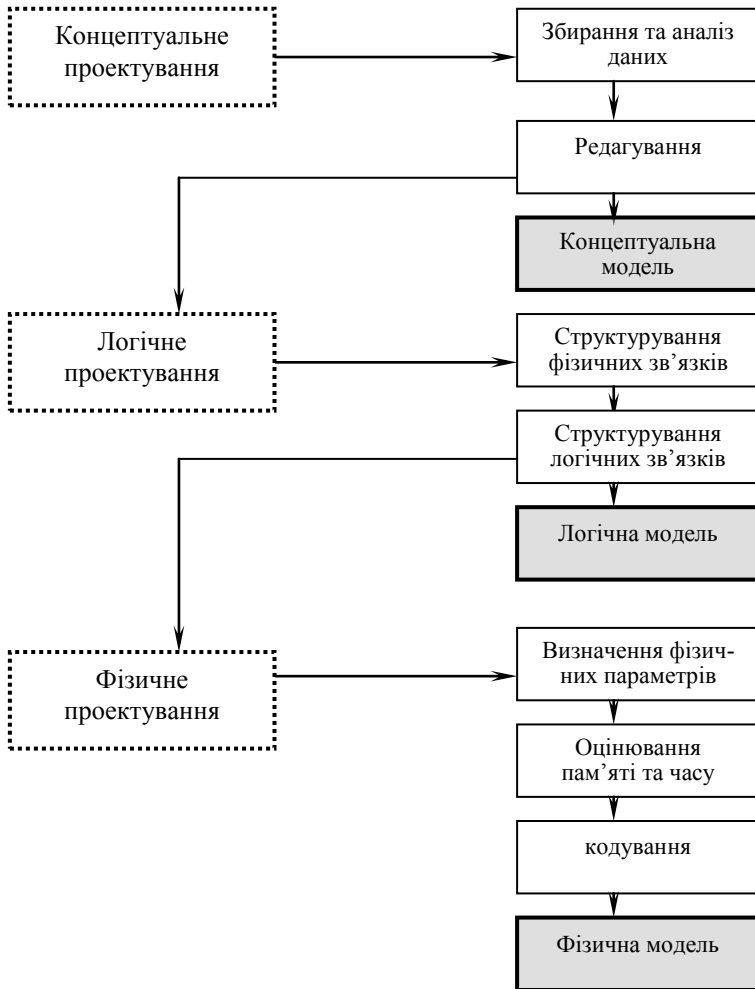 Концептуальне
проектування
Збирання та аналіз
даних
Редагування
Концептуальна
модель
Логічне
проектування
Структурування
фізичних зв’язків
Структурування
логічних зв’язків
Логічна модель
Фізичне
проектування
Визначення фізич-
них параметрів
Оцінювання
пам’яті та часу
кодування
Фізична модель